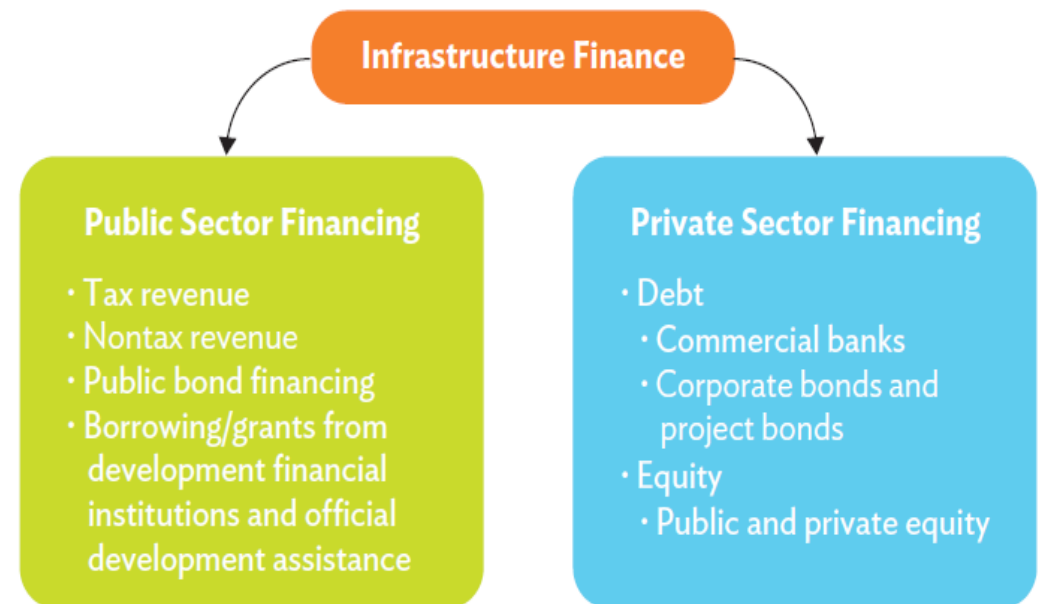 Infrastructure Finance
Public Sector Financing
· Tax revenue
· Nontax revenue
· Public bond financing
· Borrowing/grants from
development financial
institutions and official
development assistance
Private Sector Financing
· Debt
· Commercial banks
· Corporate bonds and
project bonds
· Equity
· Public and private equity